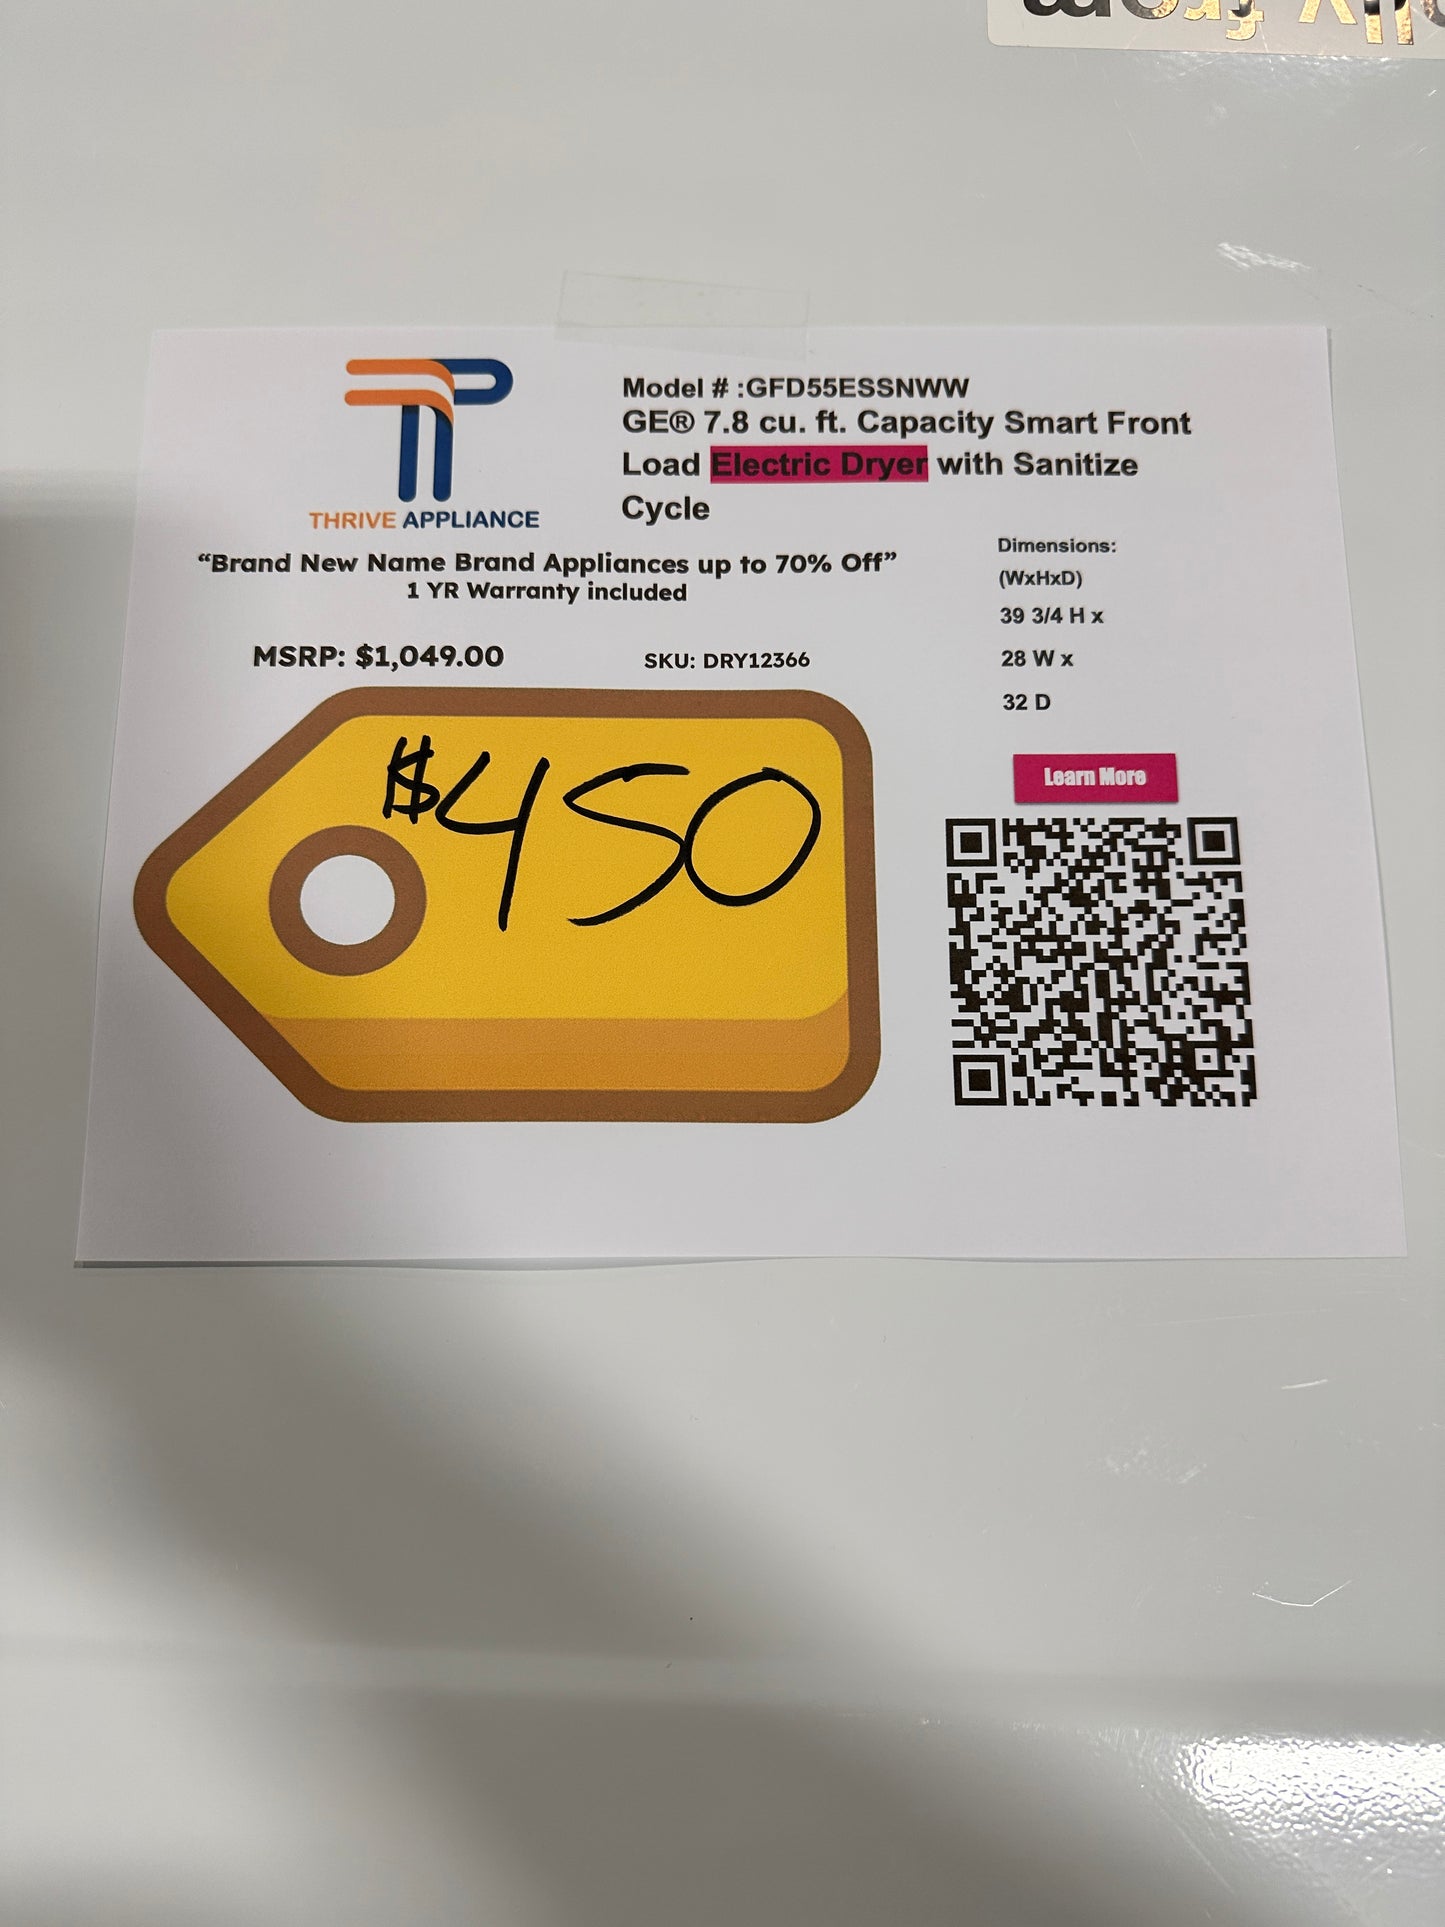 THRIVE APPLIANCE
Model # :GFD55ESSNWW
GE® 7.8 cu. ft. Capacity Smart Front
Load Electric Dryer with Sanitize
Cycle
“Brand New Name Brand Appliances up to 70% Off”
1 YR Warranty included
MSRP: $1,049.00
SKU: DRY12366
$450
Dimensions:
(WxHxD)
39 3/4 H x
28 W x
32 D
Learn More